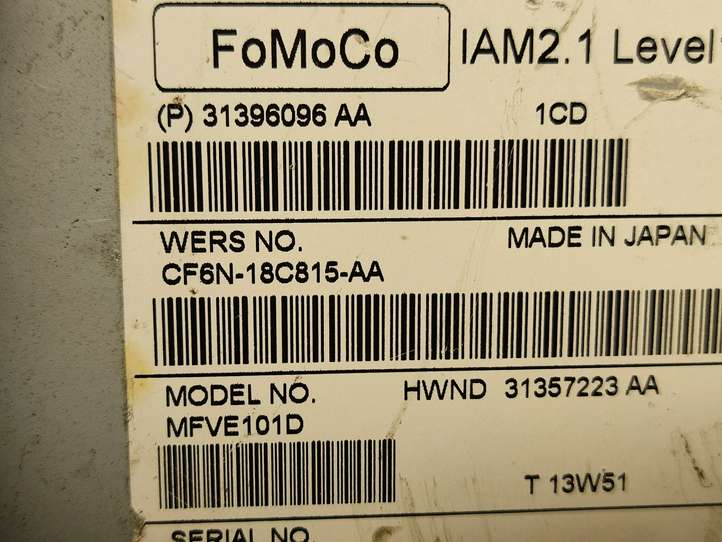 FoMoCo IAM2.1 Level
(P) 31396096 AA 1CD
WERS NO. MADE IN JAPAN
CF6N-18C815-AA
MODEL NO. HWND 31357223 AA
MFVE101D
T 13W51
SERIAL NO.